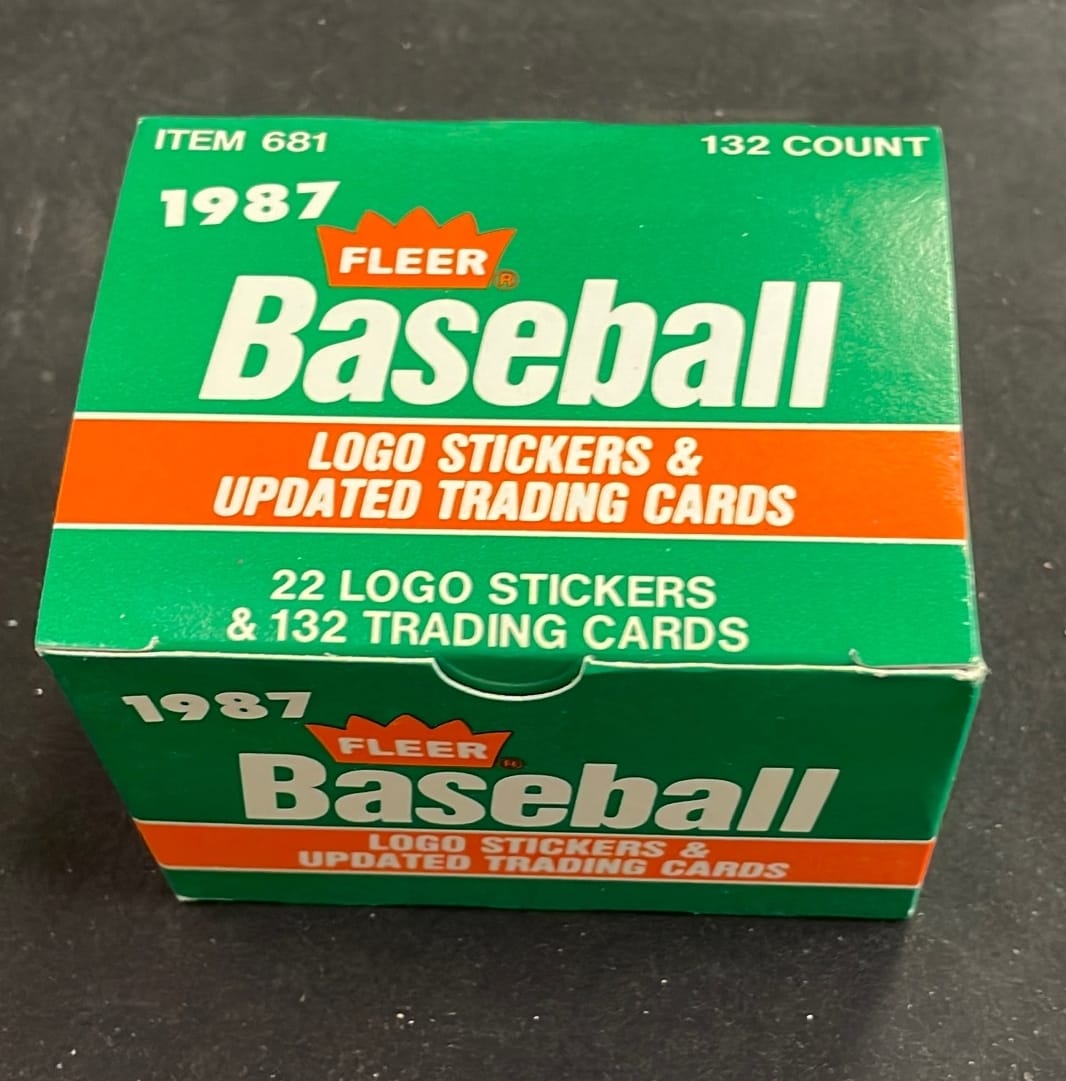 ITEM 681
132 COUNT
1987
FLEER®
Baseball
LOGO STICKERS &
UPDATED TRADING CARDS
22 LOGO STICKERS
& 132 TRADING CARDS
1987
FLEER®
Baseball
LOGO STICKERS &
UPDATED TRADING CARDS